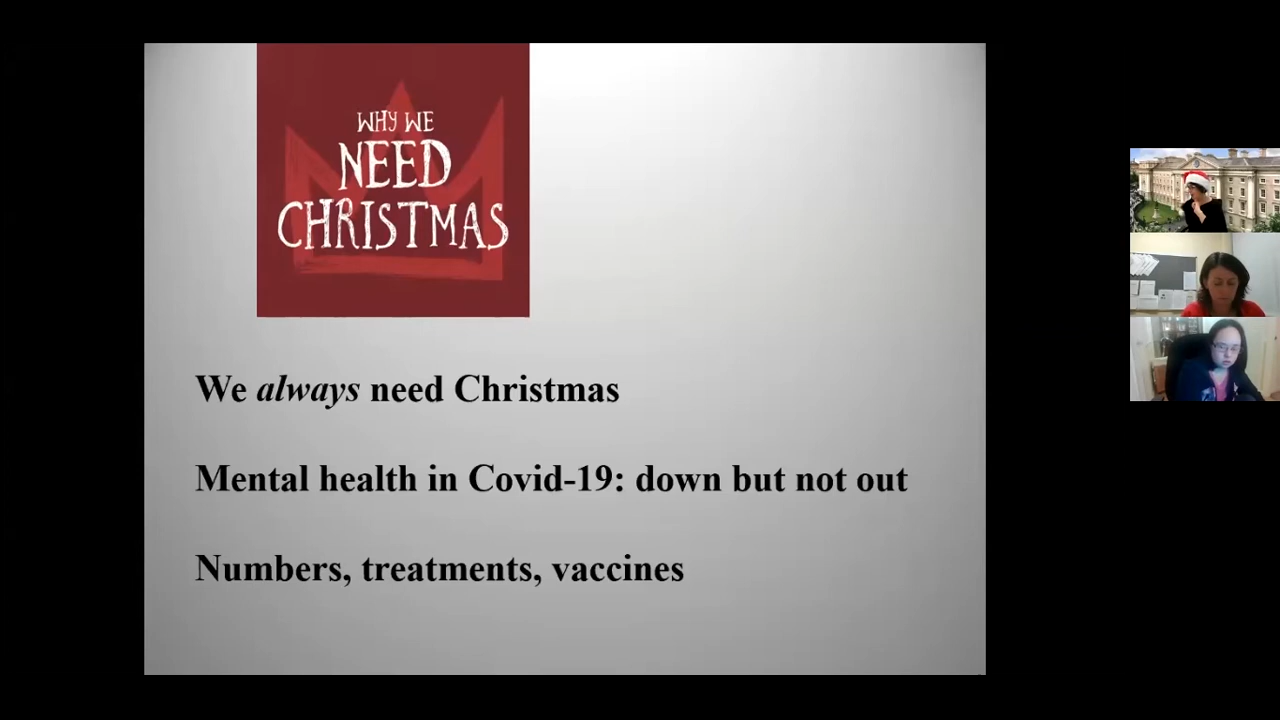 WHY WE
NEED
CHRISTMAS
We always need Christmas
Mental health in Covid-19: down but not out
Numbers, treatments, vaccines